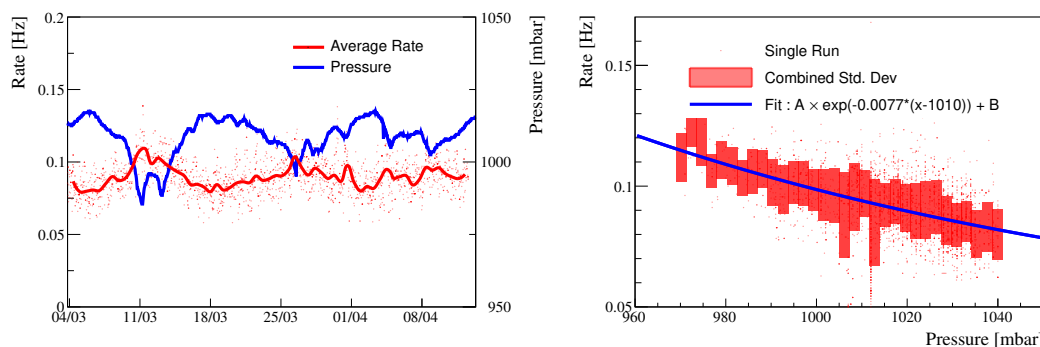 0.2
0.15
0.1
0.05
0
Rate [Hz]
1050
1000
950
Pressure [mbar]
Average Rate
Pressure
04/03 11/03 18/03 25/03 01/04 08/04
0.15
0.1
0.05
Rate [Hz]
Single Run
Combined Std. Dev
Fit : A × exp(-0.0077*(x-1010)) + B
960 980 1000 1020 1040
Pressure [mbar]